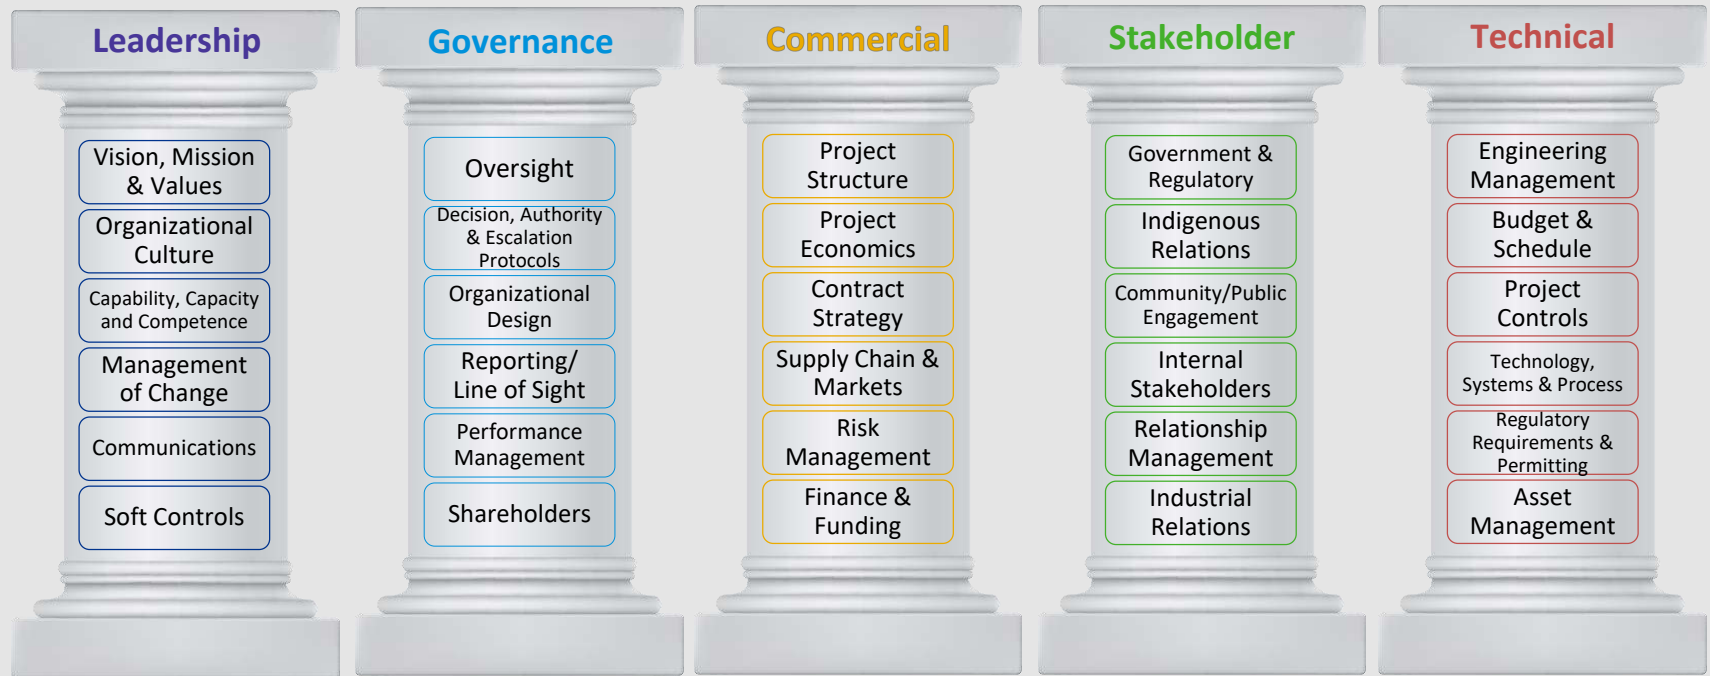 Leadership
Vision, Mission
& Values
Organizational
Culture
Capability, Capacity
and Competence
Management
of Change
Communications
Soft Controls
Governance
Oversight
Decision, Authority
& Escalation
Protocols
Organizational
Design
Reporting/
Line of Sight
Performance
Management
Shareholders
Commercial
Project
Structure
Project
Economics
Contract
Strategy
Supply Chain &
Markets
Risk
Management
Finance &
Funding
Stakeholder
Government &
Regulatory
Indigenous
Relations
Community/Public
Engagement
Internal
Stakeholders
Relationship
Management
Industrial
Relations
Technical
Engineering
Management
Budget &
Schedule
Project
Controls
Technology,
Systems & Process
Regulatory
Requirements &
Permitting
Asset
Management